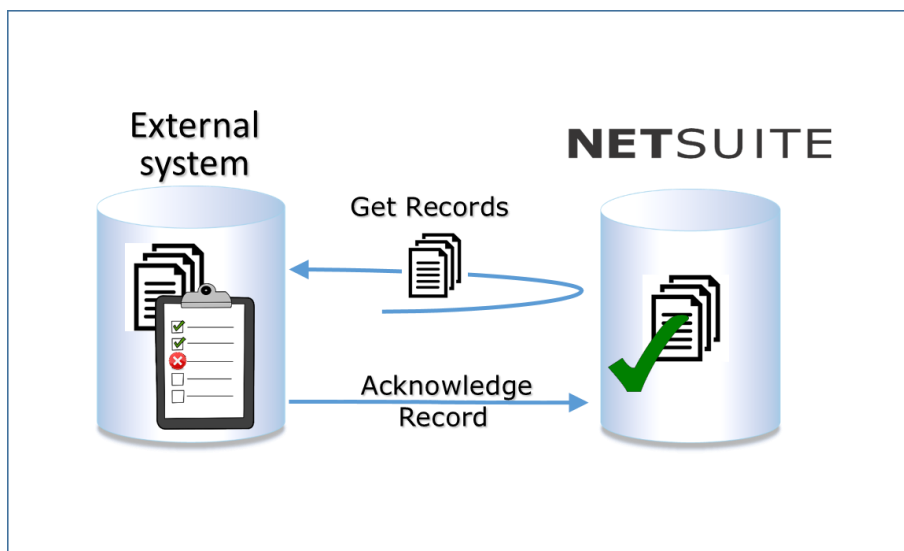 External
system
NETSUITE
Get Records
Acknowledge
Record